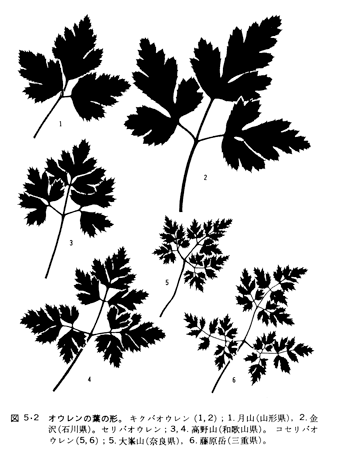 1
2
3
5
4
6
図 5・2 オウレンの葉の形。キクバオウレン(1,2);1.月山(山形県)、2.金
沢(石川県)。セリバオウレン;3,4.高野山(和歌山県)。コセリバオ
ウレン(5,6);5.大峯山(奈良県)、6.藤原岳(三重県)。